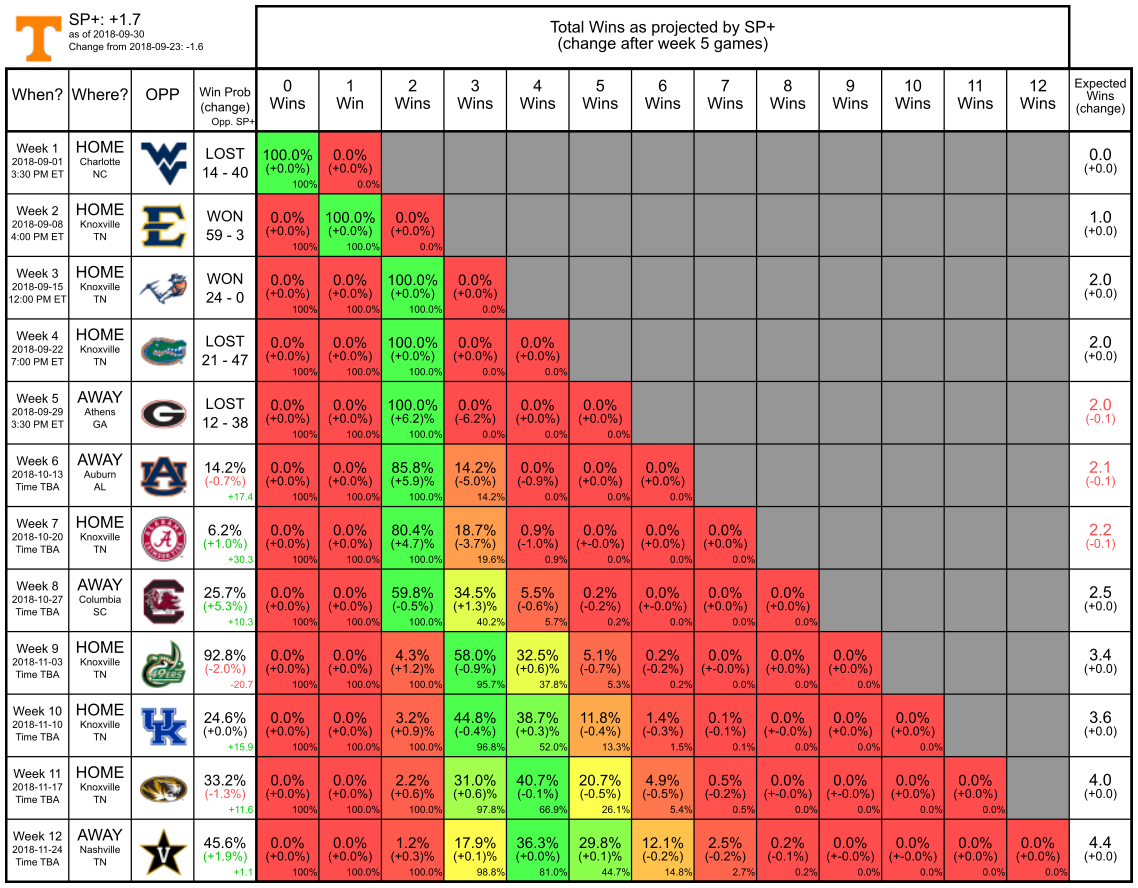 SP+: +1.7
as of 2018-09-30
Change from 2018-09-23: -1.6
Total Wins as projected by SP+
(change after week 5 games)
When? Where? OPP Win Prob (change) Opp. SP+ 0 Wins 1 Win 2 Wins 3 Wins 4 Wins 5 Wins 6 Wins 7 Wins 8 Wins 9 Wins 10 Wins 11 Wins 12 Wins Expected Wins (change)
Week 1 HOME LOST 100.0% 0.0% 0.0
2018-09-01 Charlotte WV 14 - 40 (+0.0%) (+0.0%) (+0.0)
3:30 PM ET NC 100% 0.0%
Week 2 HOME E WON 0.0% 100.0% 0.0% 1.0
2018-09-08 Knoxville 59 - 3 (+0.0%) (+0.0%) (+0.0%) (+0.0)
4:00 PM ET TN 100% 100.0% 0.0%
Week 3 HOME WON 0.0% 0.0% 100.0% 0.0% 2.0
2018-09-15 Knoxville 24 - 0 (+0.0%) (+0.0%) (+0.0%) (+0.0%) (+0.0)
12:00 PM ET TN 100% 100.0% 100.0% 0.0%
Week 4 HOME LOST 0.0% 0.0% 100.0% 0.0% 0.0% 2.0
2018-09-22 Knoxville 21 - 47 (+0.0%) (+0.0%) (+0.0%) (+0.0%) (+0.0%) (+0.0)
7:00 PM ET TN 100% 100.0% 100.0% 0.0% 0.0%
Week 5 AWAY G LOST 0.0% 0.0% 100.0% 0.0% 0.0% 0.0% 2.0
2018-09-29 Athens 12 - 38 (+0.0%) (+0.0%) (+6.2)% (-6.2%) (+0.0%) (+0.0%) (-0.1)
3:30 PM ET GA 100% 100.0% 100.0% 0.0% 0.0% 0.0%
Week 6 AWAY AU 14.2% 0.0% 0.0% 85.8% 14.2% 0.0% 0.0% 0.0% 2.1
2018-10-13 Auburn (-0.7%) (+0.0%) (+0.0%) (+5.9)% (-5.0%) (-0.9%) (+0.0%) (+0.0%) (-0.1)
Time TBA AL +17.4 100% 100.0% 100.0% 14.2% 0.0% 0.0% 0.0%
Week 7 HOME A 6.2% 0.0% 0.0% 80.4% 18.7% 0.9% 0.0% 0.0% 0.0% 2.2
2018-10-20 Knoxville (+1.0%) (+0.0%) (+0.0%) (+4.7)% (-3.7%) (-1.0%) (+-0.0%) (+0.0%) (+0.0%) (-0.1)
Time TBA TN +30.3 100% 100.0% 100.0% 19.6% 0.9% 0.0% 0.0% 0.0%
Week 8 AWAY C 25.7% 0.0% 0.0% 59.8% 34.5% 5.5% 0.2% 0.0% 0.0% 0.0% 2.5
2018-10-27 Columbia (+5.3%) (+0.0%) (+0.0%) (-0.5%) (+1.3)% (-0.6%) (-0.2%) (+-0.0%) (+0.0%) (+0.0%) (+0.0)
Time TBA SC +10.3 100% 100.0% 100.0% 40.2% 5.7% 0.2% 0.0% 0.0% 0.0%
Week 9 HOME 92.8% 0.0% 0.0% 4.3% 58.0% 32.5% 5.1% 0.2% 0.0% 0.0% 0.0% 3.4
2018-11-03 Knoxville (-2.0%) (+0.0%) (+0.0%) (+1.2)% (-0.9%) (+0.6)% (-0.7%) (-0.2%) (+-0.0%) (+0.0%) (+0.0%) (+0.0)
Time TBA TN -20.7 100% 100.0% 100.0% 95.7% 37.8% 5.3% 0.2% 0.0% 0.0% 0.0%
Week 10 HOME UK 24.6% 0.0% 0.0% 3.2% 44.8% 38.7% 11.8% 1.4% 0.1% 0.0% 0.0% 0.0% 3.6
2018-11-10 Knoxville (+0.0%) (+0.0%) (+0.0%) (+0.9)% (-0.4%) (+0.3)% (-0.4%) (-0.3%) (-0.1%) (+-0.0%) (+0.0%) (+0.0%) (+0.0)
Time TBA TN +15.9 100% 100.0% 100.0% 96.8% 52.0% 13.3% 1.5% 0.1% 0.0% 0.0% 0.0%
Week 11 HOME 33.2% 0.0% 0.0% 2.2% 31.0% 40.7% 20.7% 4.9% 0.5% 0.0% 0.0% 0.0% 0.0% 4.0
2018-11-17 Knoxville (-1.3%) (+0.0%) (+0.0%) (+0.6)% (+0.6)% (-0.1%) (-0.5%) (-0.5%) (-0.2%) (+-0.0%) (+-0.0%) (+0.0%) (+0.0%) (+0.0)
Time TBA TN +11.6 100% 100.0% 100.0% 97.8% 66.9% 26.1% 5.4% 0.5% 0.0% 0.0% 0.0% 0.0%
Week 12 AWAY V 45.6% 0.0% 0.0% 1.2% 17.9% 36.3% 29.8% 12.1% 2.5% 0.2% 0.0% 0.0% 0.0% 0.0% 4.4
2018-11-24 Nashville (+1.9%) (+0.0%) (+0.0%) (+0.3)% (+0.1)% (+0.0%) (+0.1)% (-0.2%) (-0.2%) (-0.1%) (+-0.0%) (+-0.0%) (+0.0%) (+0.0%) (+0.0)
Time TBA TN +1.1 100% 100.0% 100.0% 98.8% 81.0% 44.7% 14.8% 2.7% 0.2% 0.0% 0.0% 0.0% 0.0%